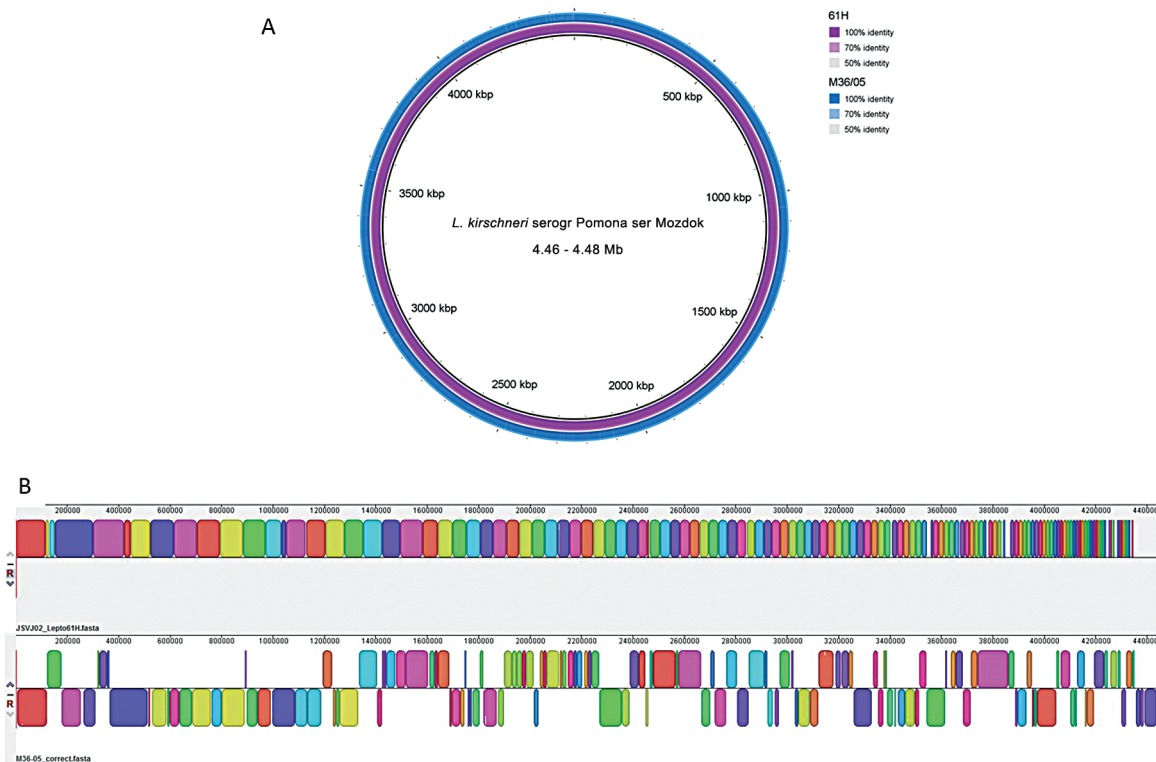 A
61H
100% identity
70% identity
50% identity
M36/05
100% identity
70% identity
50% identity
4000 kbp
500 kbp
3500 kbp
1000 kbp
L. kirschneri serogr Pomona ser Mozdok
4.46 - 4.48 Mb
3000 kbp
1500 kbp
2500 kbp
2000 kbp
B
200000 400000 600000 800000 1000000 1200000 1400000 1600000 1800000 2000000 2200000 2400000 2600000 2800000 3000000 3200000 3400000 3600000 3800000 4000000 4200000
R
JSVJ02_Lepto61H.fasta
200000 400000 600000 800000 1000000 1200000 1400000 1600000 1800000 2000000 2200000 2400000 2600000 2800000 3000000 3200000 3400000 3600000 3800000 4000000 4200000
R
M36-05_correct.fasta